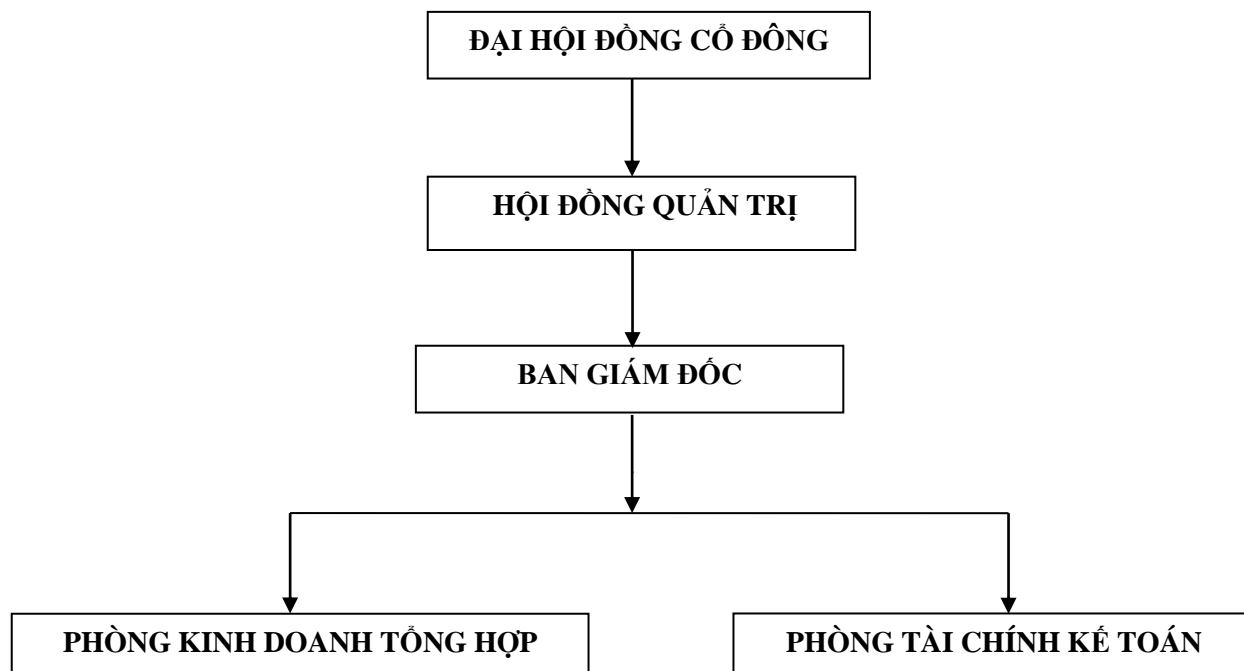 ĐẠI HỘI ĐỒNG CỔ ĐÔNG
HỘI ĐỒNG QUẢN TRỊ
BAN GIÁM ĐỐC
PHÒNG KINH DOANH TỔNG HỢP
PHÒNG TÀI CHÍNH KẾ TOÁN